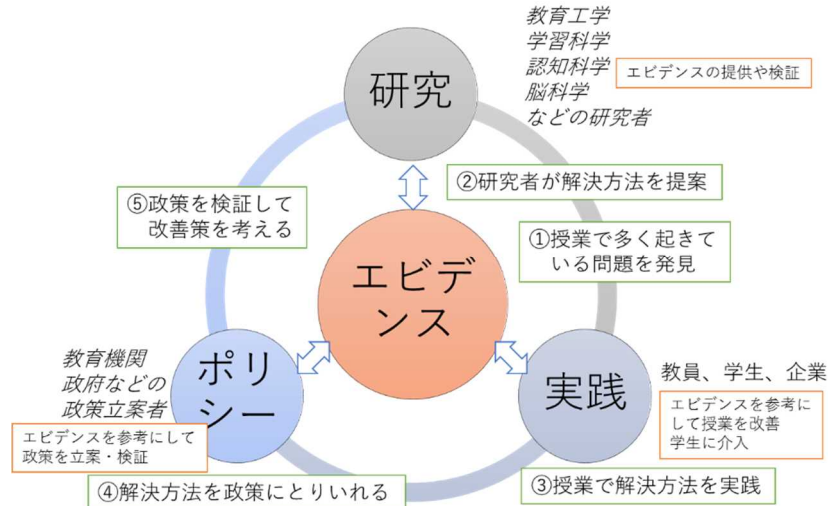 教育工学
学習科学
認知科学
脳科学
などの研究者
エビデンスの提供や検証
研究
②研究者が解決方法を提案
⑤政策を検証して
改善策を考える
①授業で多く起きて
いる問題を発見
エビデ
ンス
教育機関
政府などの
政策立案者
ポリ
シー
エビデンスを参考にして
政策を立案・検証
実践
教員、学生、企業
エビデンスを参考に
して授業を改善
学生に介入
④解決方法を政策にとりいれる
③授業で解決方法を実践